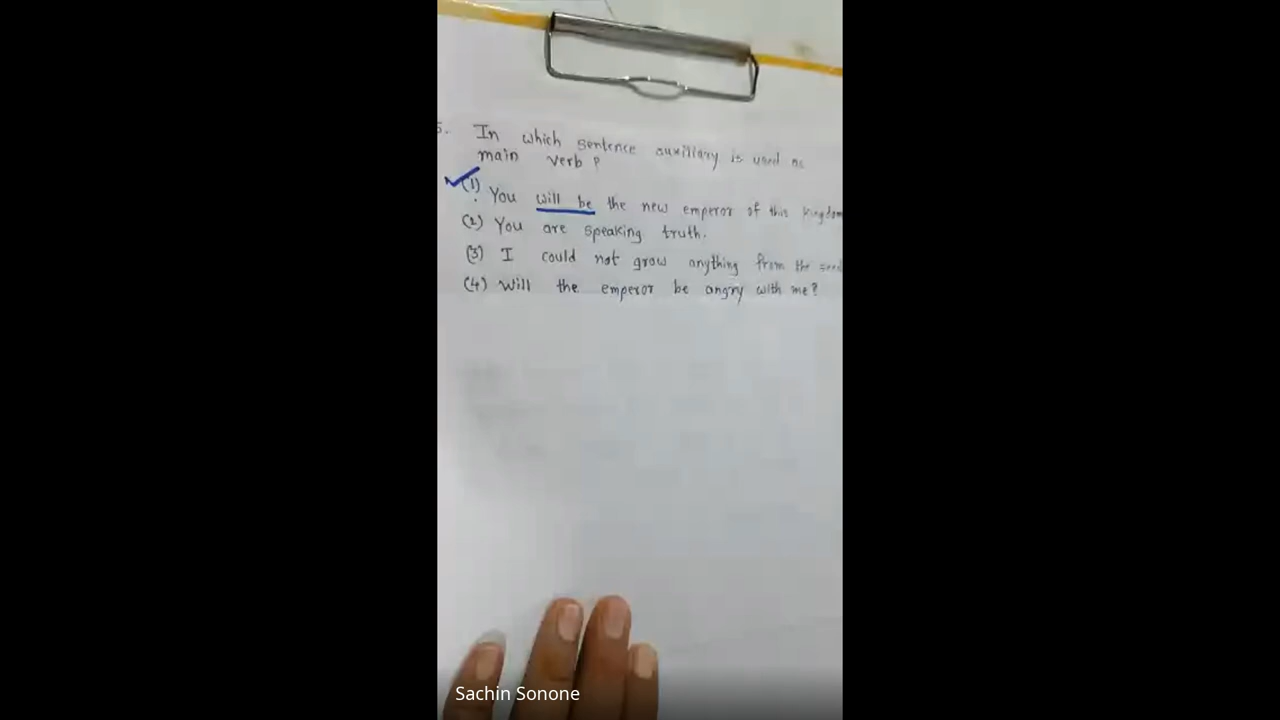 5. In which sentence auxiliary is used as
main verb ?
(1) You will be the new emperor of this kingdom
(2) You are speaking truth.
(3) I could not grow anything from the seed
(4) Will the emperor be angry with me?
Sachin Sonone